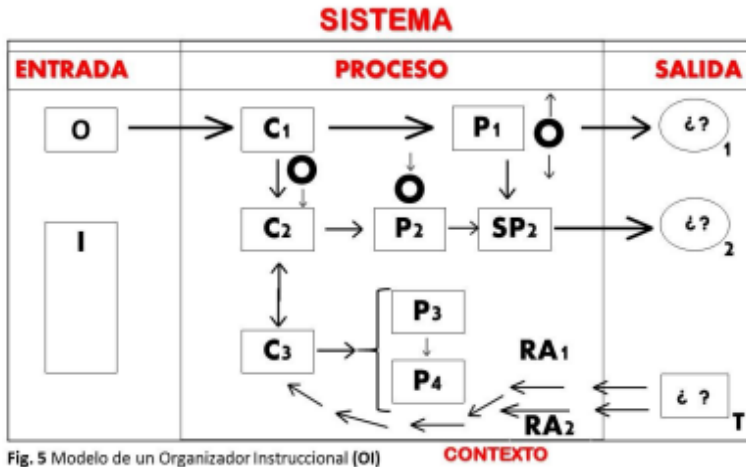 SISTEMA
ENTRADA PROCESO SALIDA
O C1 P1 O ¿? 1
O O
I C2 P2 SP2 ¿? 2
P3
C3 RA1
P4 ¿ ? T
RA2
Fig. 5 Modelo de un Organizador Instruccional (OI) CONTEXTO